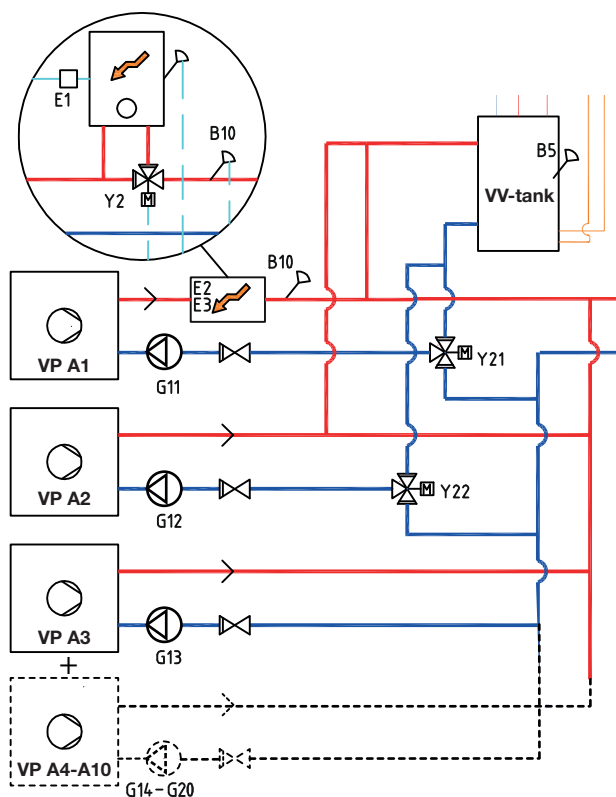 E1
B10
Y2
M
B5
VV-tank
B10
E2
E3
VP A1
G11
M
Y21
VP A2
G12
M
Y22
VP A3
G13
+
VP A4-A10
G14-G20